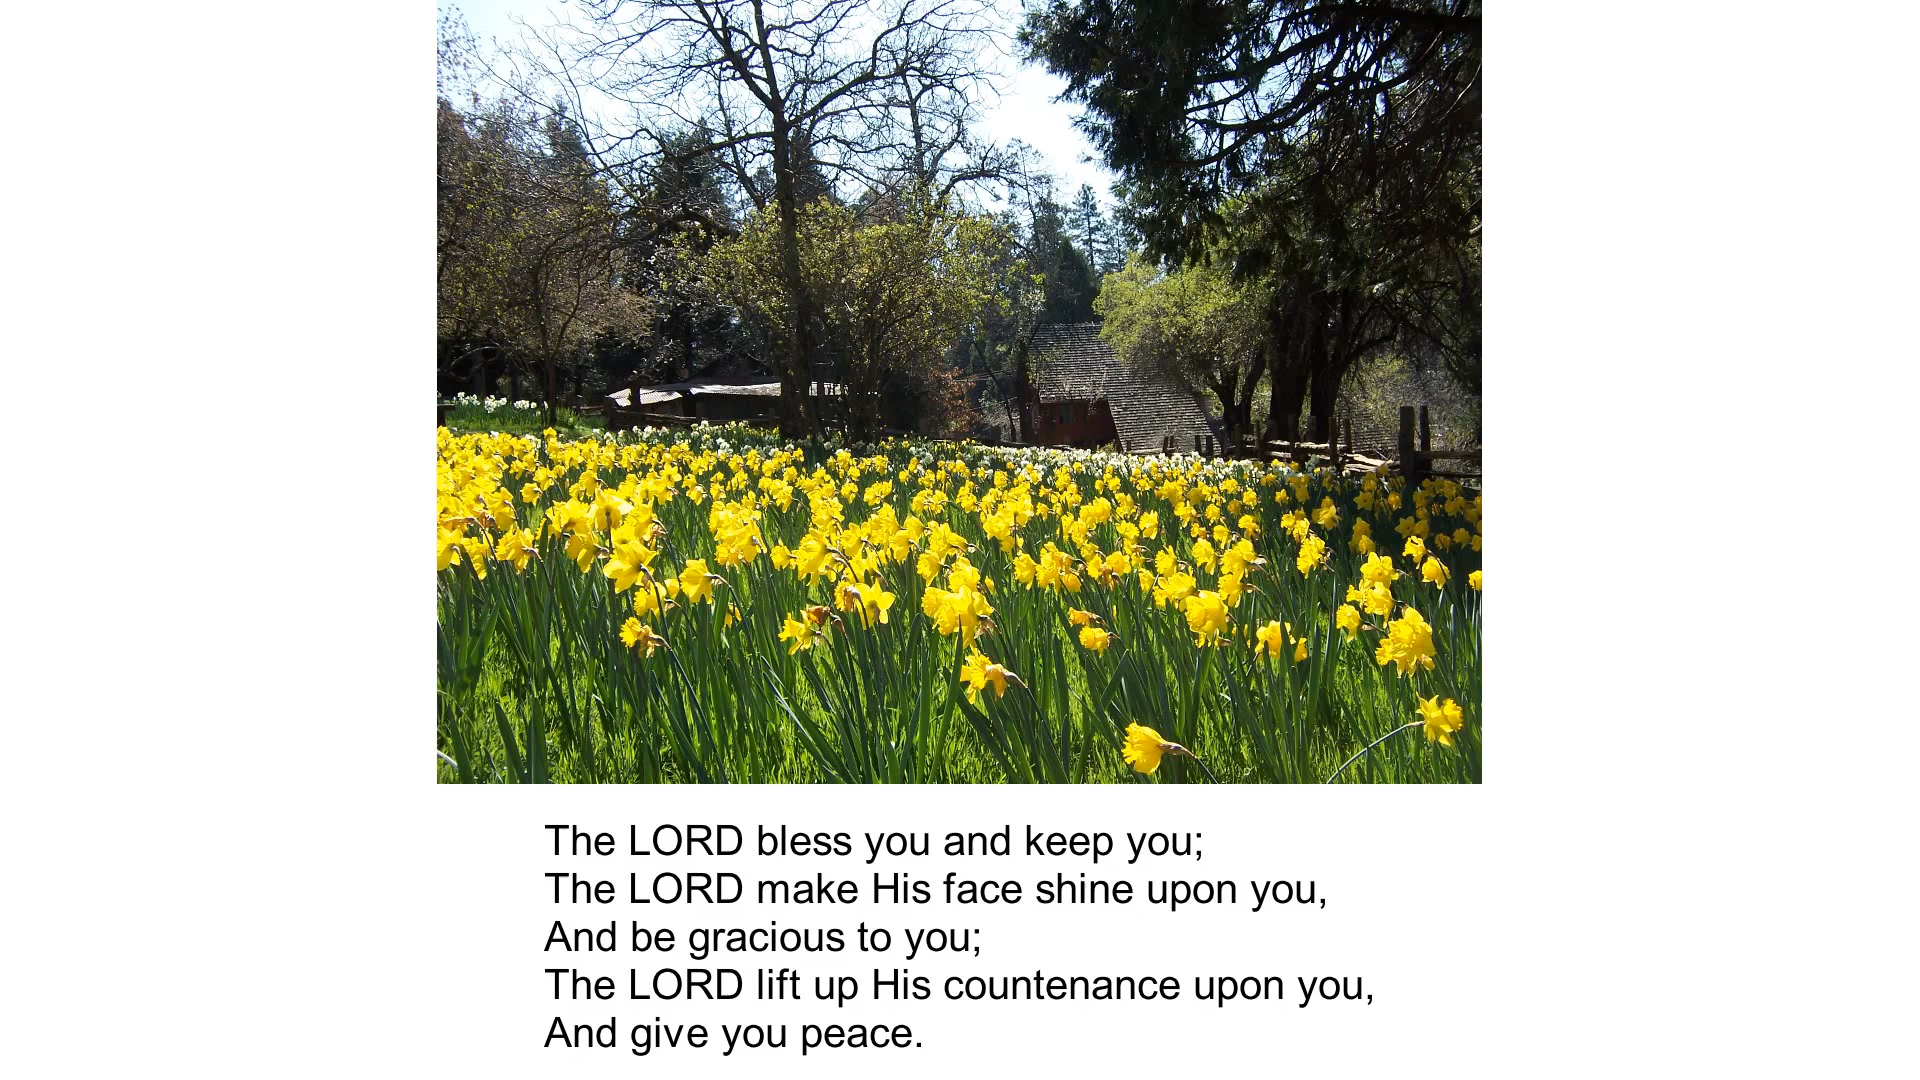 The LORD bless you and keep you;
The LORD make His face shine upon you,
And be gracious to you;
The LORD lift up His countenance upon you,
And give you peace.